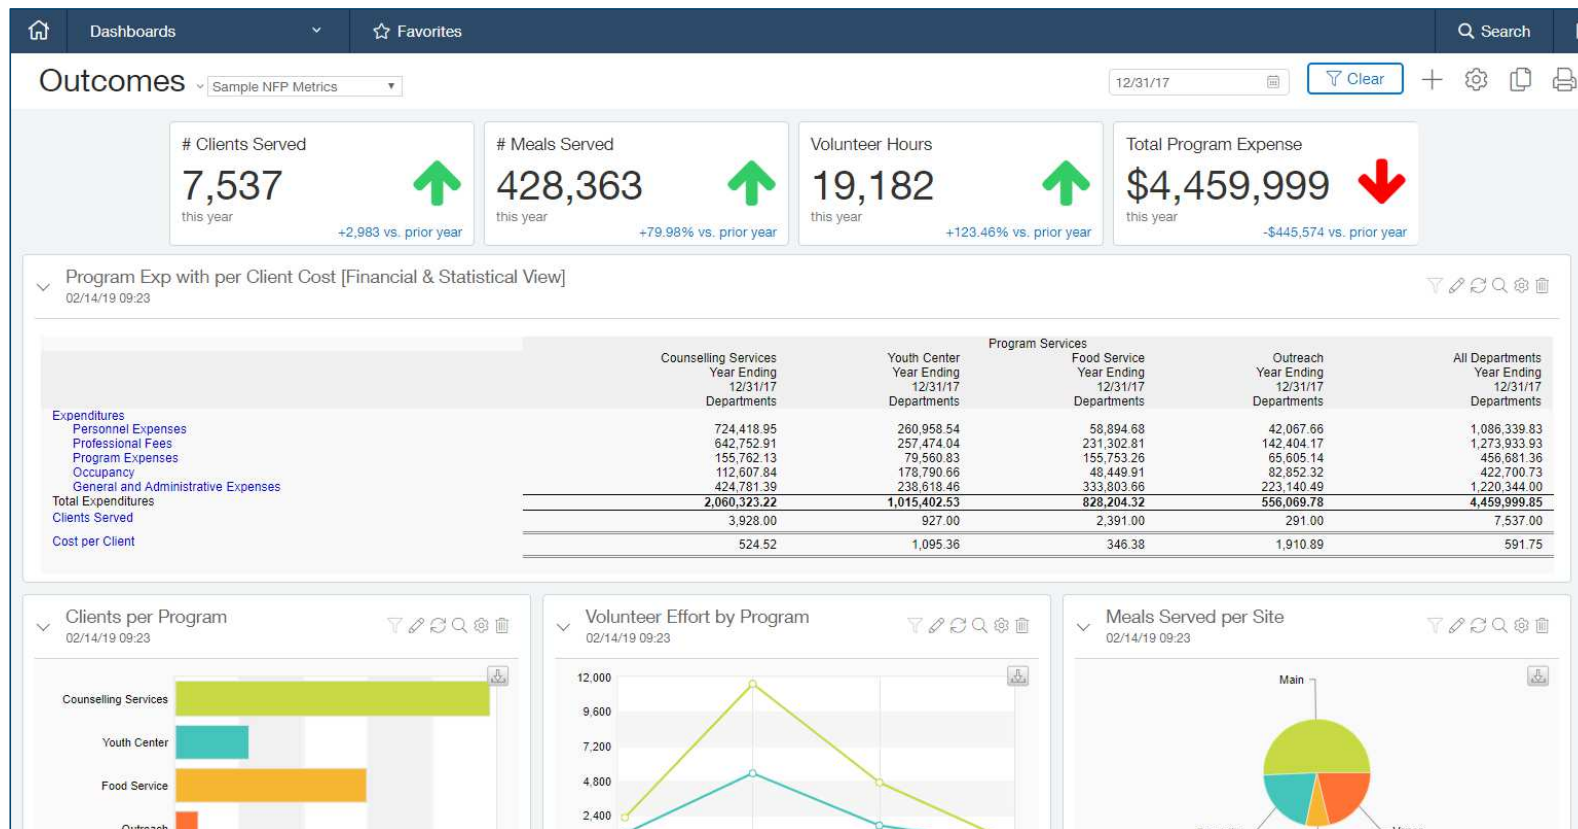 Dashboards
Favorites
Search
Outcomes
Sample NFP Metrics
12/31/17
Clear
# Clients Served
7,537
this year
+2,983 vs. prior year
# Meals Served
428,363
this year
+79.98% vs. prior year
Volunteer Hours
19,182
this year
+123.46% vs. prior year
Total Program Expense
$4,459,999
this year
-$445,574 vs. prior year
Program Exp with per Client Cost [Financial & Statistical View]
02/14/19 09:23
Program Services
Counselling Services Youth Center Food Service Outreach All Departments
Year Ending Year Ending Year Ending Year Ending Year Ending
12/31/17 12/31/17 12/31/17 12/31/17 12/31/17
Departments Departments Departments Departments Departments
Expenditures
Personnel Expenses 724,418.95 260,958.54 58,894.68 42,067.66 1,086,339.83
Professional Fees 642,752.91 257,474.04 231,302.81 142,404.17 1,273,933.93
Program Expenses 155,762.13 79,560.83 155,753.26 65,605.14 456,681.36
Occupancy 112,607.84 178,790.66 48,449.91 82,852.32 422,700.73
General and Administrative Expenses 424,781.39 238,618.46 333,803.66 223,140.49 1,220,344.00
Total Expenditures 2,060,323.22 1,015,402.53 828,204.32 556,069.78 4,459,999.85
Clients Served 3,928.00 927.00 2,391.00 291.00 7,537.00
Cost per Client 524.52 1,095.36 346.38 1,910.89 591.75
Clients per Program
02/14/19 09:23
Counselling Services
Youth Center
Food Service
Outreach
Volunteer Effort by Program
02/14/19 09:23
12,000
9,600
7,200
4,800
2,400
Meals Served per Site
02/14/19 09:23
Main